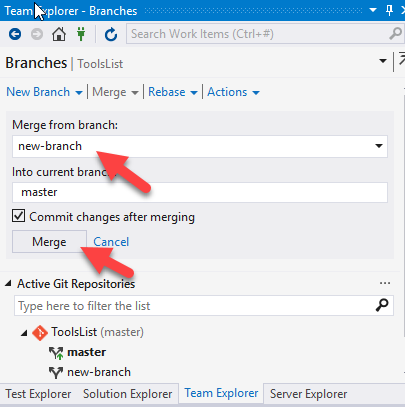 Team Explorer - Branches
Search Work Items (Ctrl+#)
Branches | ToolsList
New Branch | Merge | Rebase | Actions
Merge from branch:
new-branch
Into current branch:
master
Commit changes after merging
Merge Cancel
Active Git Repositories ...
Type here to filter the list
ToolsList (master)
master
new-branch
Test Explorer Solution Explorer Team Explorer Server Explorer